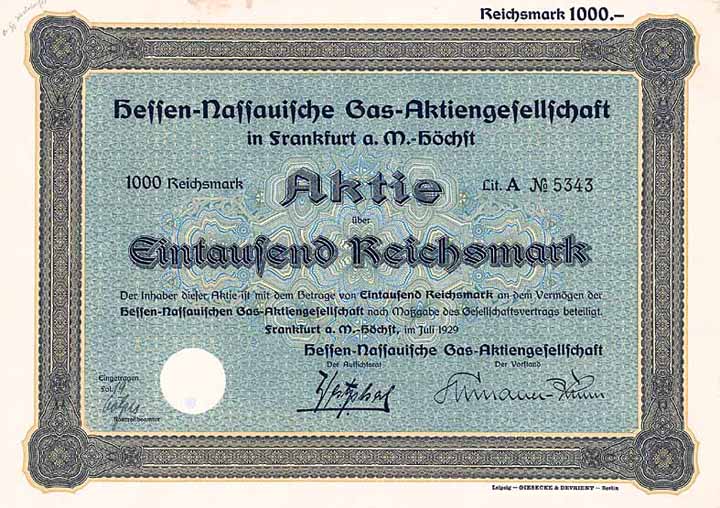 Reichsmark 1000.-
Hessen-Nassauische Gas-Aktiengesellschaft
in Frankfurt a. M.-Höchst
1000 Reichsmark Aktie Lit. A № 5343
über
Eintausend Reichsmark
Der Inhaber dieser Aktie ist mit dem Betrage von Eintausend Reichsmark an dem Vermögen der
Hessen-Nassauischen Gas-Aktiengesellschaft nach Maßgabe des Gesellschaftsvertrags beteiligt.
Frankfurt a. M.-Höchst, im Juli 1929
Hessen-Nassauische Gas-Aktiengesellschaft
Der Aufsichtsrat Der Vorstand
Eingetragen
Fol.
Kontrollbeamter
Westphal
Leipzig — GIESECKE & DEVRIENT — Berlin